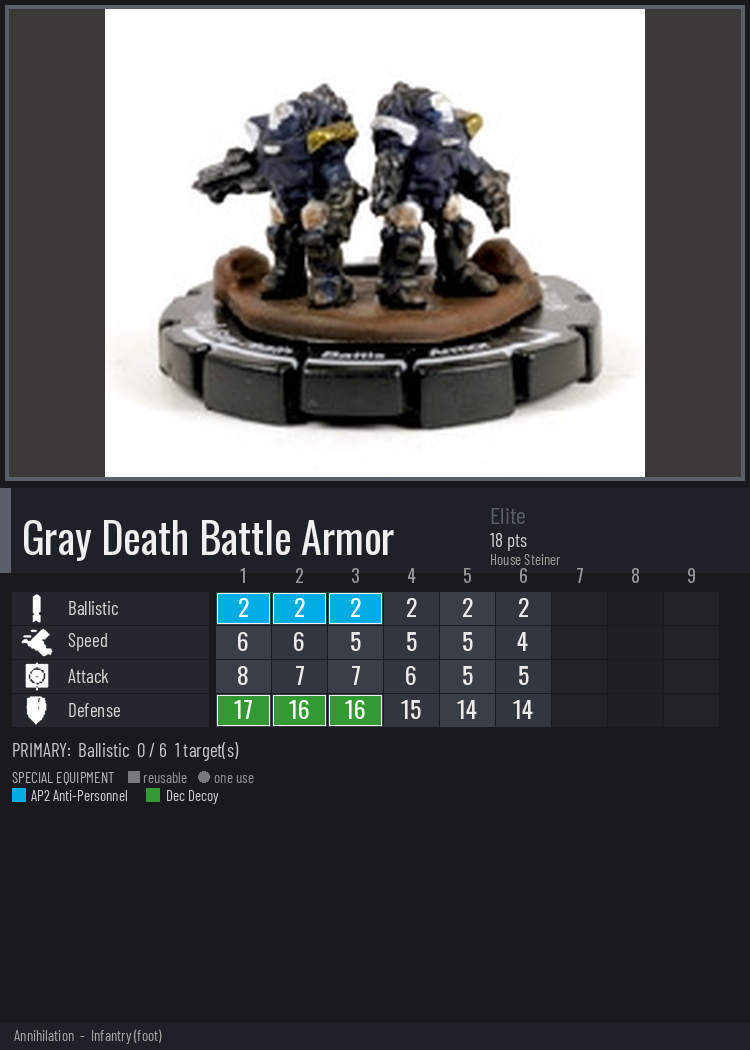 Battle Armor
Gray Death Battle Armor
Elite
18 pts
House Steiner
1 2 3 4 5 6 7 8 9
Ballistic 2 2 2 2 2 2
Speed 6 6 5 5 5 4
Attack 8 7 7 6 5 5
Defense 17 16 16 15 14 14
PRIMARY: Ballistic 0 / 6 1 target(s)
SPECIAL EQUIPMENT reusable one use
AP2 Anti-Personnel Dec Decoy
Annihilation - Infantry (foot)